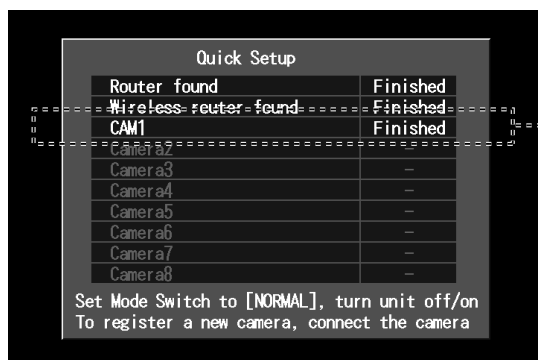 Quick Setup
Router found Finished
Wireless router found Finished
CAM1 Finished
Camera2 -
Camera3 -
Camera4 -
Camera5 -
Camera6 -
Camera7 -
Camera8 -
Set Mode Switch to [NORMAL], turn unit off/on
To register a new camera, connect the camera